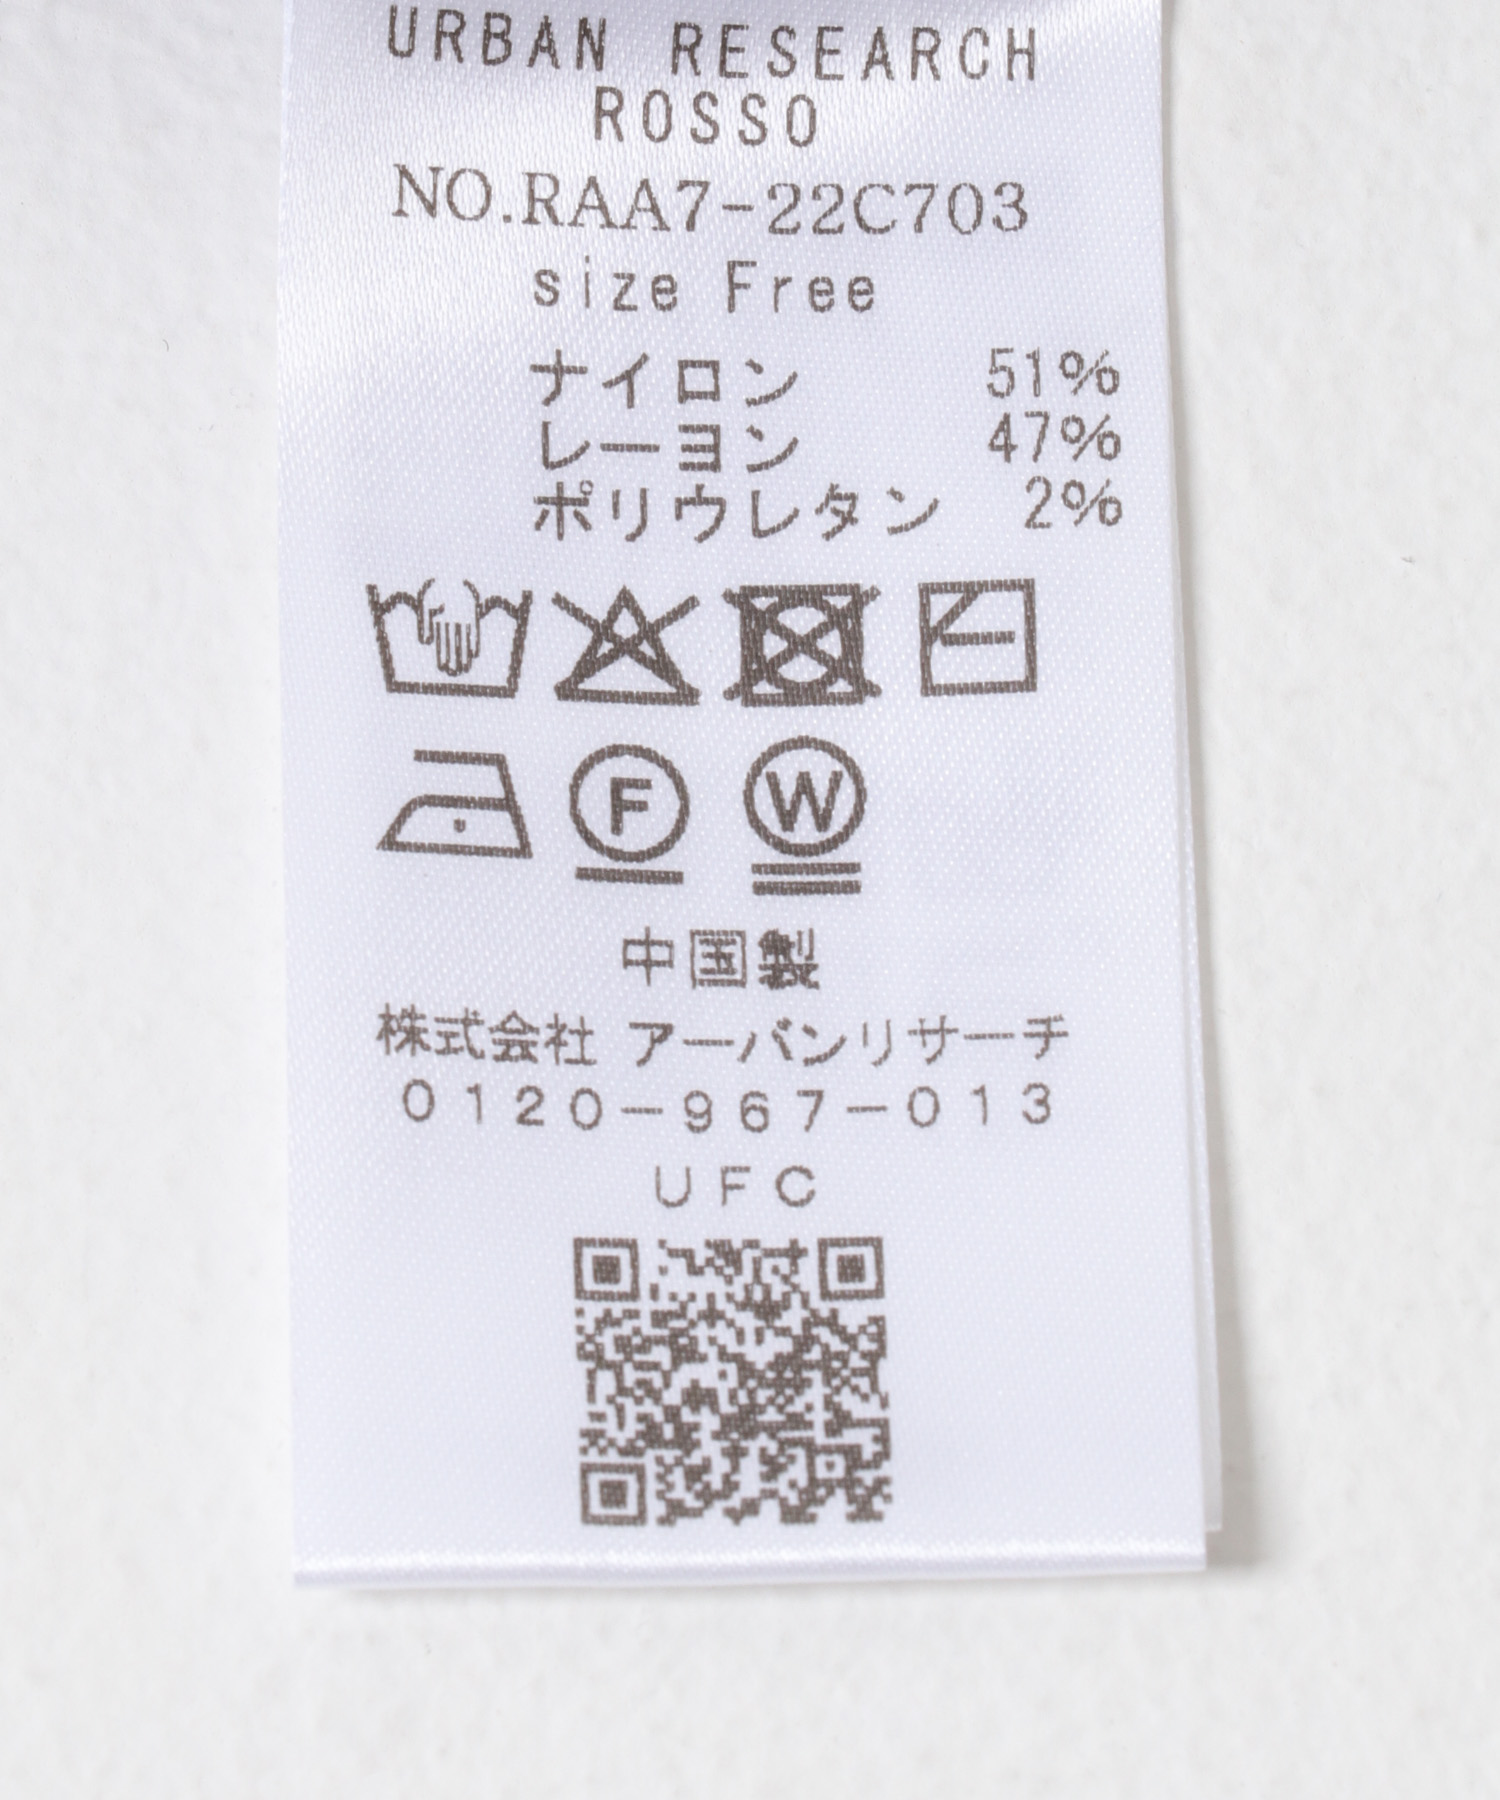 URBAN RESEARCH
ROSSO
NO.RAA7-22C703
size Free
ナイロン 51%
レーヨン 47%
ポリウレタン 2%
F W
中国製
株式会社 アーバンリサーチ
0120-967-013
UFC